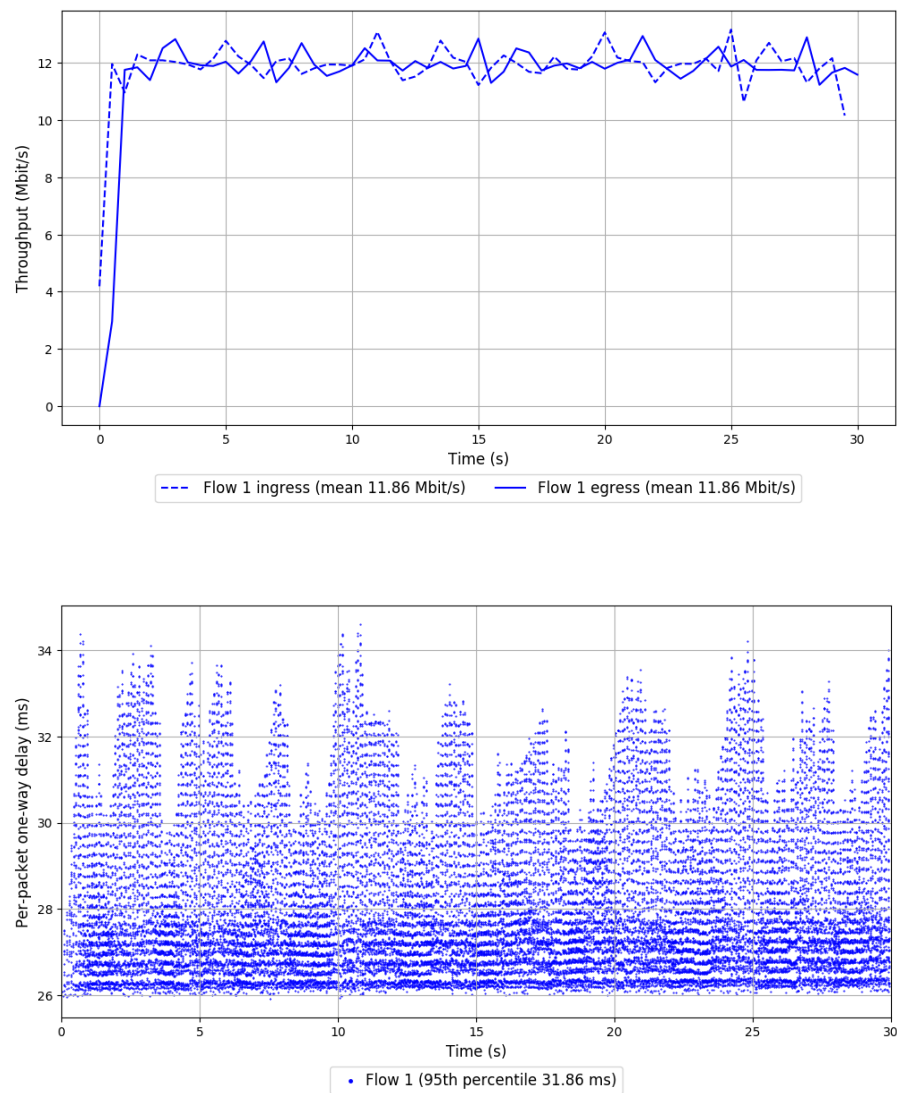 12
10
8
6
4
2
0
Throughput (Mbit/s)
0 5 10 15 20 25 30
Time (s)
Flow 1 ingress (mean 11.86 Mbit/s) Flow 1 egress (mean 11.86 Mbit/s)
34
32
30
28
26
Per-packet one-way delay (ms)
0 5 10 15 20 25 30
Time (s)
Flow 1 (95th percentile 31.86 ms)